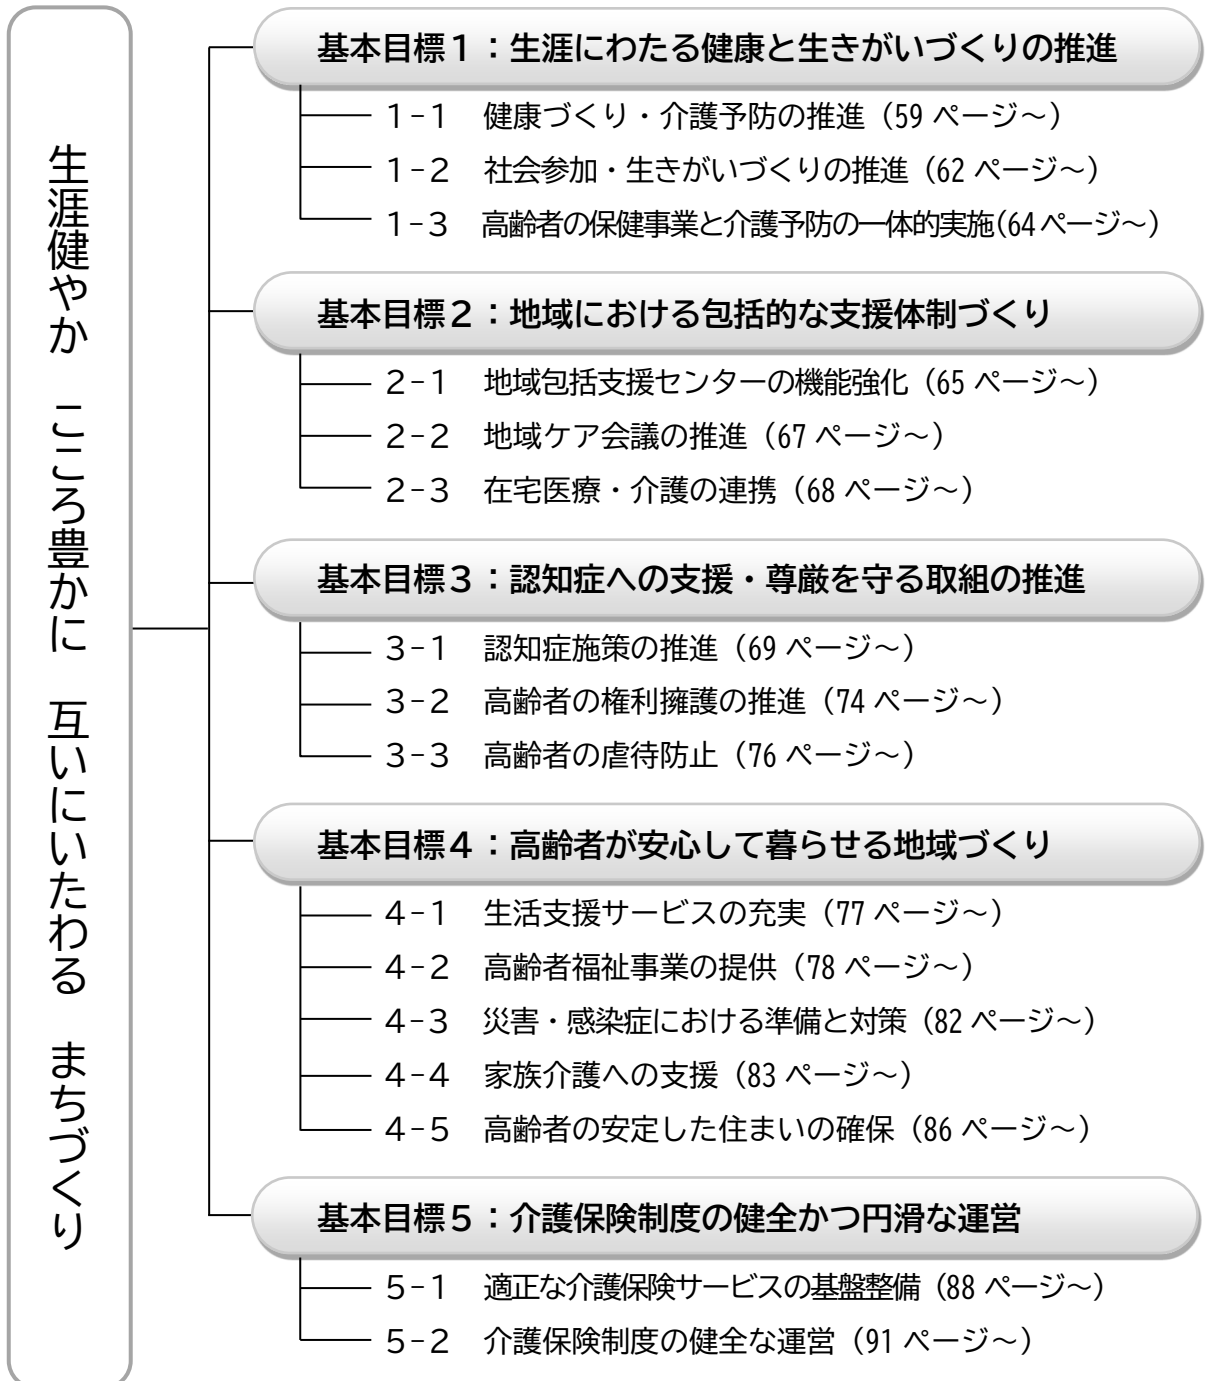 生涯健やか　こころ豊かに　互いにいたわる　まちづくり
基本目標１：生涯にわたる健康と生きがいづくりの推進
１-１　健康づくり・介護予防の推進（59 ページ～）
１-２　社会参加・生きがいづくりの推進（62 ページ～）
１-３　高齢者の保健事業と介護予防の一体的実施（64 ページ～）
基本目標２：地域における包括的な支援体制づくり
２-１　地域包括支援センターの機能強化（65 ページ～）
２-２　地域ケア会議の推進（67 ページ～）
２-３　在宅医療・介護の連携（68 ページ～）
基本目標３：認知症への支援・尊厳を守る取組の推進
３-１　認知症施策の推進（69 ページ～）
３-２　高齢者の権利擁護の推進（74 ページ～）
３-３　高齢者の虐待防止（76 ページ～）
基本目標４：高齢者が安心して暮らせる地域づくり
４-１　生活支援サービスの充実（77 ページ～）
４-２　高齢者福祉事業の提供（78 ページ～）
４-３　災害・感染症における準備と対策（82 ページ～）
４-４　家族介護への支援（83 ページ～）
４-５　高齢者の安定した住まいの確保（86 ページ～）
基本目標５：介護保険制度の健全かつ円滑な運営
５-１　適正な介護保険サービスの基盤整備（88 ページ～）
５-２　介護保険制度の健全な運営（91 ページ～）